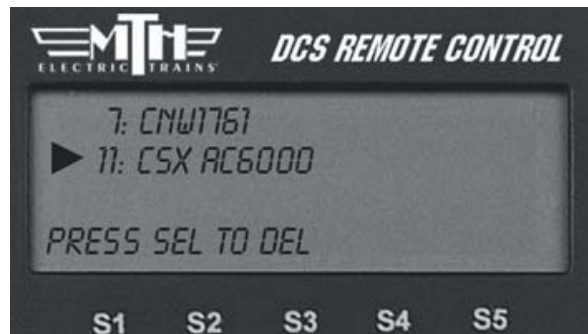 MTH
ELECTRIC TRAINS
DCS REMOTE CONTROL
7: CNW1761
11: CSX AC6000
PRESS SEL TO DEL
S1 S2 S3 S4 S5